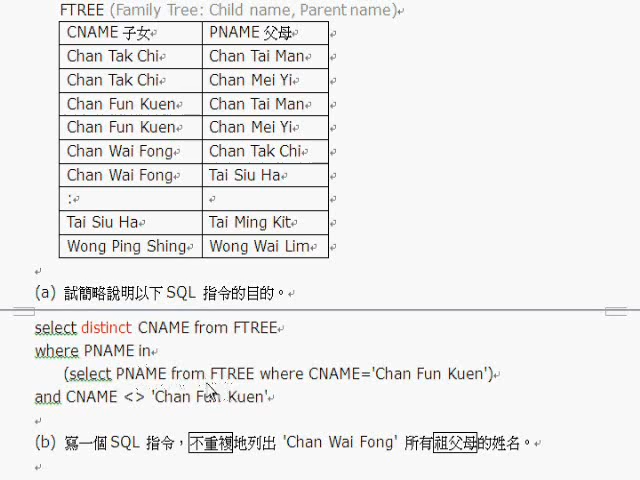 FTREE (Family Tree: Child name, Parent name)
CNAME 子女 PNAME 父母
Chan Tak Chi Chan Tai Man
Chan Tak Chi Chan Mei Yi
Chan Fun Kuen Chan Tai Man
Chan Fun Kuen Chan Mei Yi
Chan Wai Fong Chan Tak Chi
Chan Wai Fong Tai Siu Ha
:
Tai Siu Ha Tai Ming Kit
Wong Ping Shing Wong Wai Lim
(a) 試簡略說明以下 SQL 指令的目的。
select distinct CNAME from FTREE
where PNAME in
(select PNAME from FTREE where CNAME='Chan Fun Kuen')
and CNAME <> 'Chan Fun Kuen'
(b) 寫一個 SQL 指令，不重複地列出 'Chan Wai Fong' 所有祖父母的姓名。